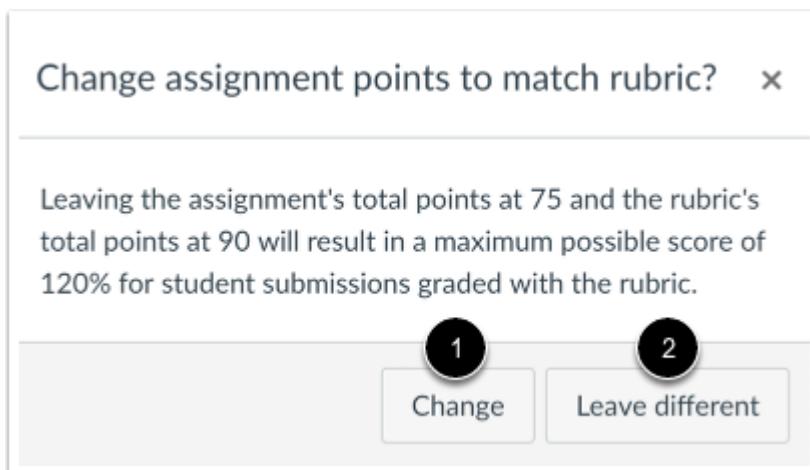 Change assignment points to match rubric? ×
Leaving the assignment's total points at 75 and the rubric's
total points at 90 will result in a maximum possible score of
120% for student submissions graded with the rubric.
1 2
Change Leave different